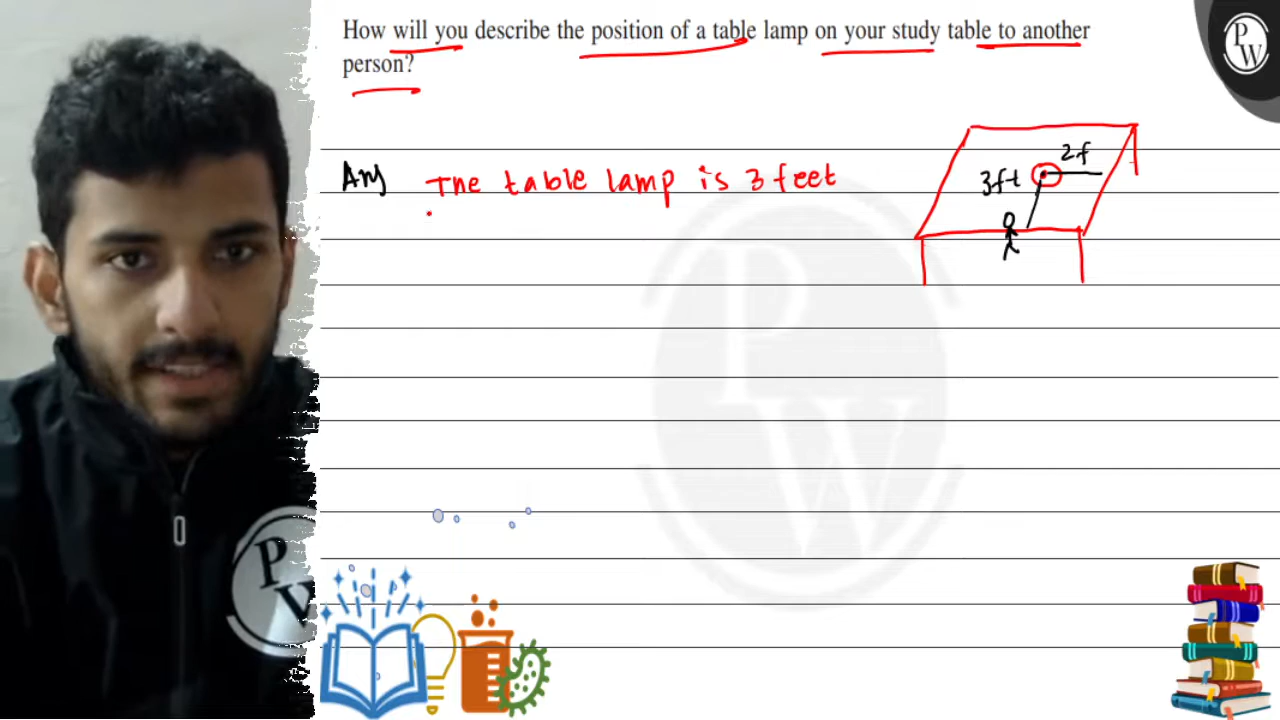 How will you describe the position of a table lamp on your study table to another
person?
P
W
Ans
The table lamp is 3 feet
2f
3ft
P
W
P
W